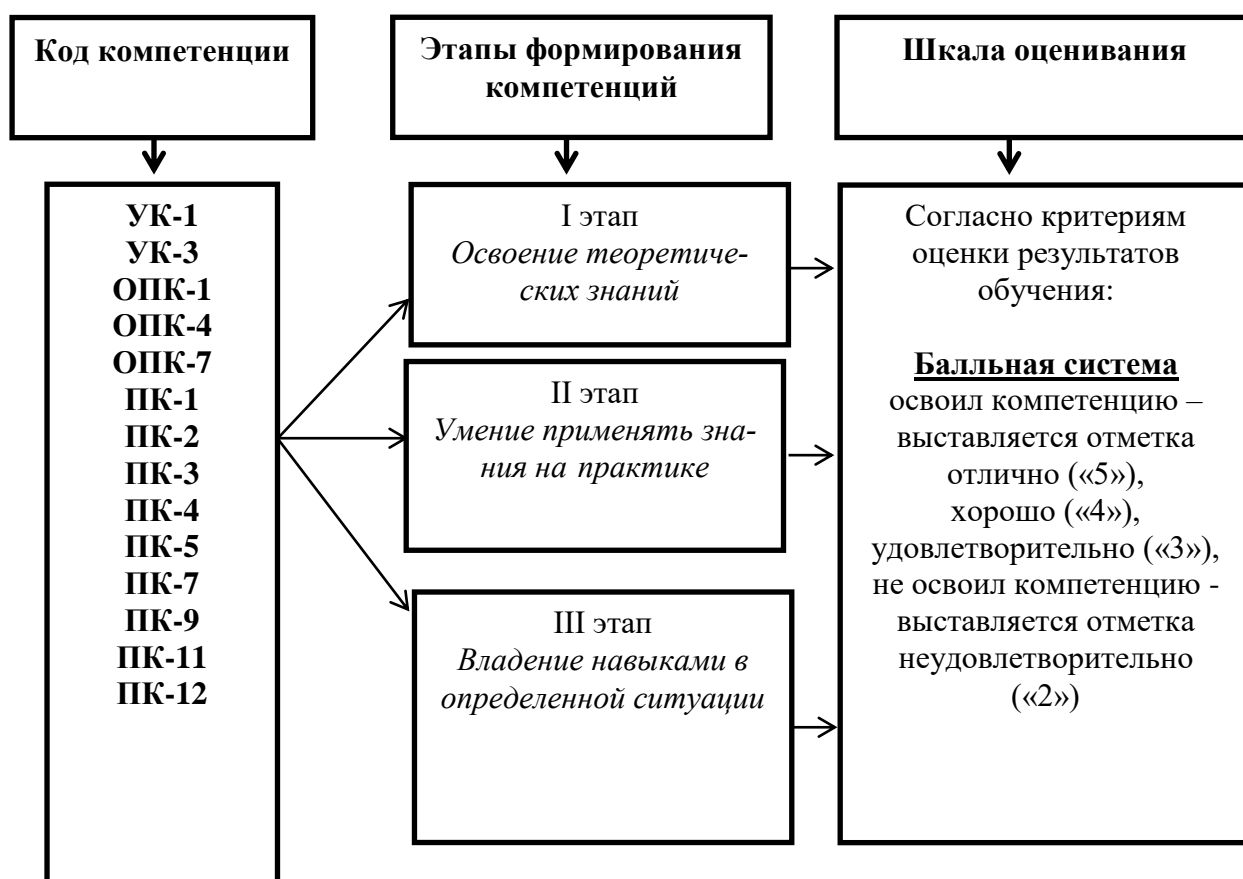 Код компетенции
Этапы формирования
компетенций
Шкала оценивания
УК-1
УК-3
ОПК-1
ОПК-4
ОПК-7
ПК-1
ПК-2
ПК-3
ПК-4
ПК-5
ПК-7
ПК-9
ПК-11
ПК-12
I этап
Освоение теоретиче-
ских знаний
II этап
Умение применять зна-
ния на практике
III этап
Владение навыками в
определенной ситуации
Согласно критериям
оценки результатов
обучения:
Балльная система
освоил компетенцию –
выставляется отметка
отлично («5»),
хорошо («4»),
удовлетворительно («3»),
не освоил компетенцию -
выставляется отметка
неудовлетворительно
(«2»)